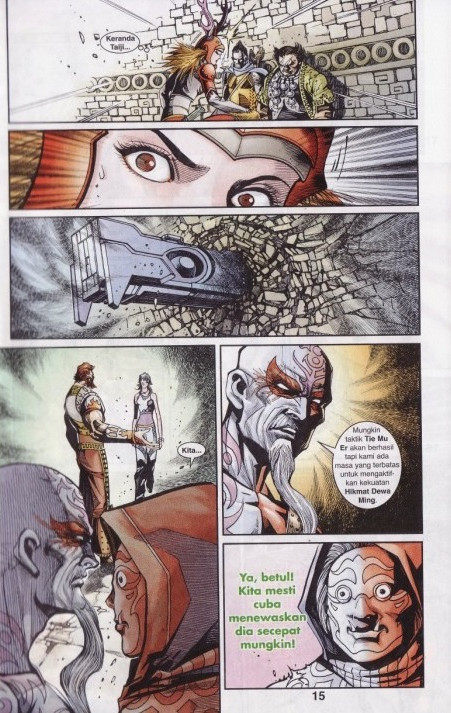 Keranda
Taiji...
Kita...
Mungkin
taktik Tie Mu
Er akan berhasil
tapi kami ada
masa yang terbatas
untuk mengaktif-
kan kekuatan
Hikmat Dewa
Ming.
Ya, betul!
Kita mesti
cuba
menewaskan
dia secepat
mungkin!
15